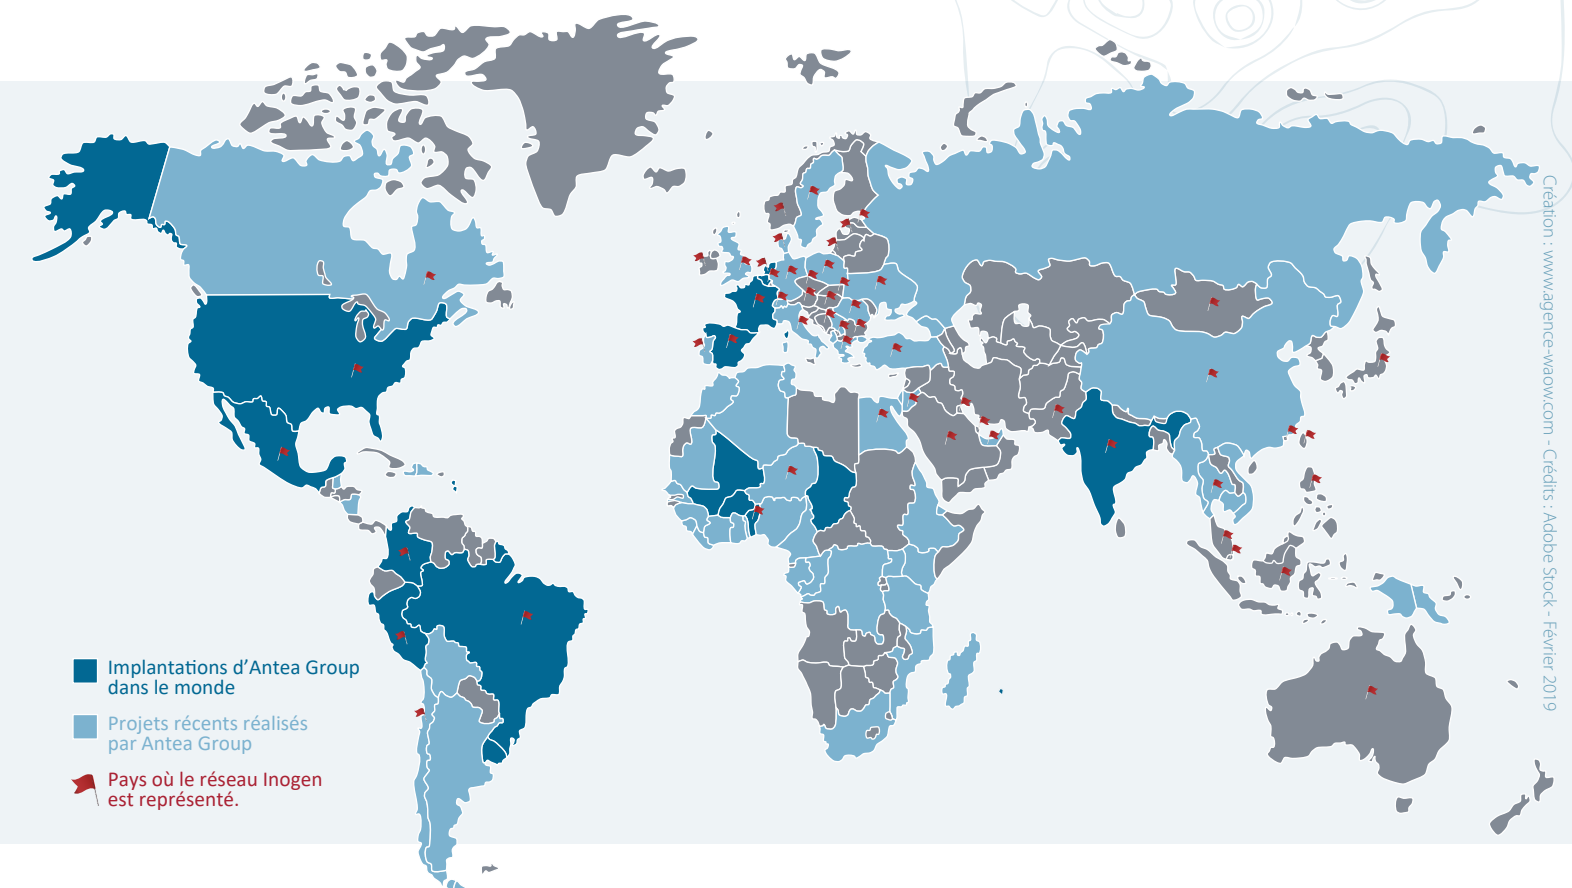 Implantations d’Antea Group
dans le monde
Projets récents réalisés
par Antea Group
Pays où le réseau Inogen
est représenté.
Création : www.agence-waovw.com - Crédits : Adobe Stock - Février 2019